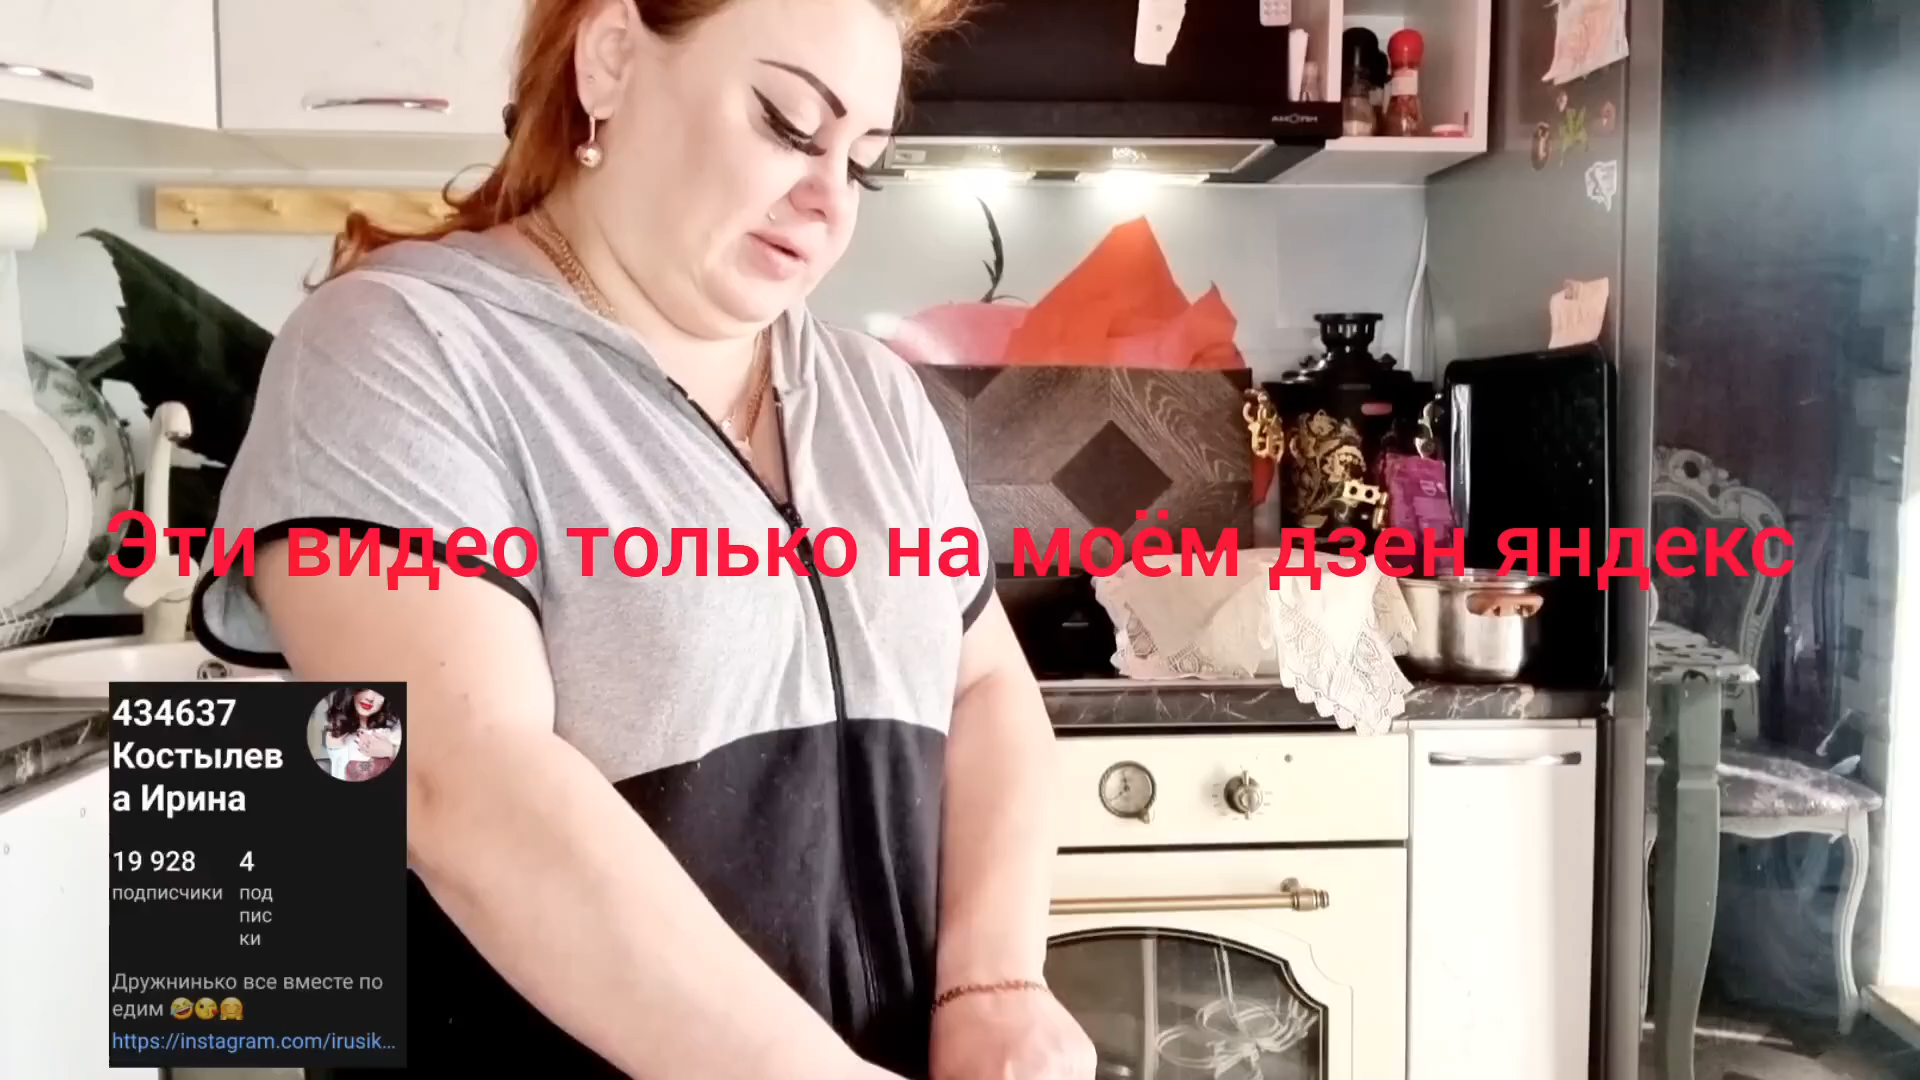 Эти видео только на моём дзен яндекс
434637
Костылев
а Ирина
19 928
4
подписчики
под
пис
ки
Дружнинько все вместе по
едим 🤣😘🤗
https://instagram.com/irusik...